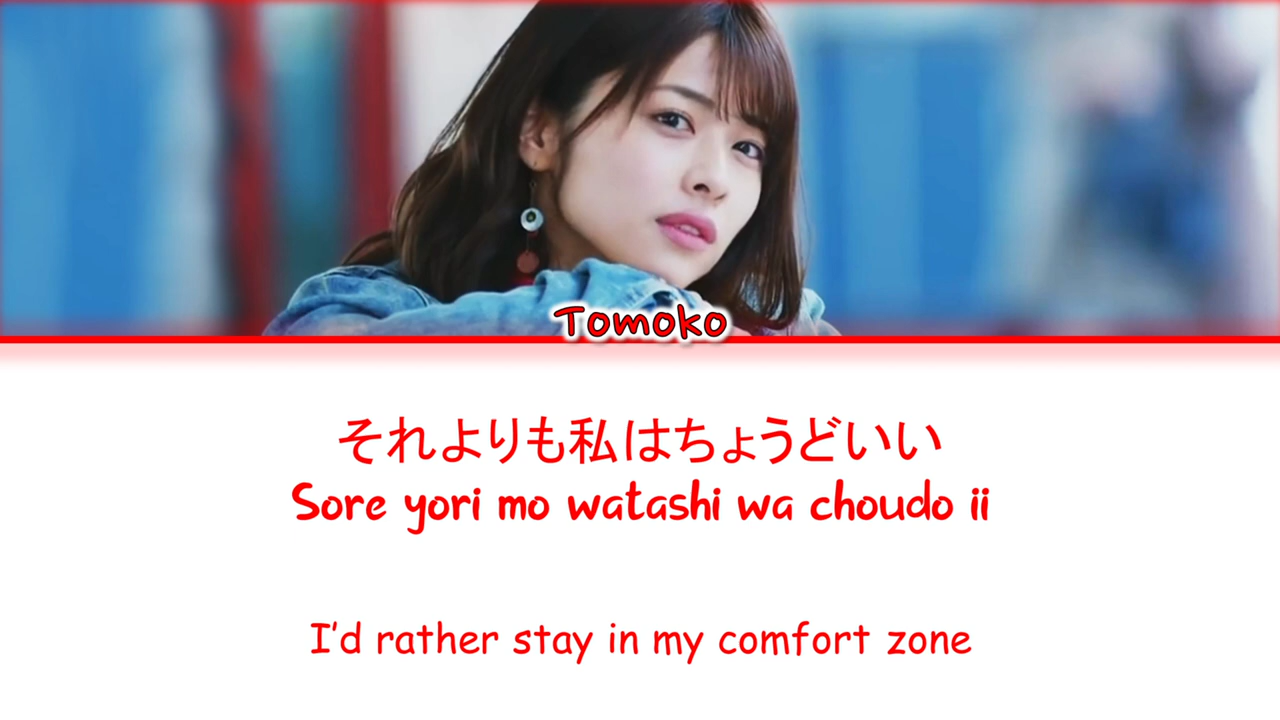 Tomoko
それよりも私はちょうどいい
Sore yori mo watashi wa choudo ii
I'd rather stay in my comfort zone